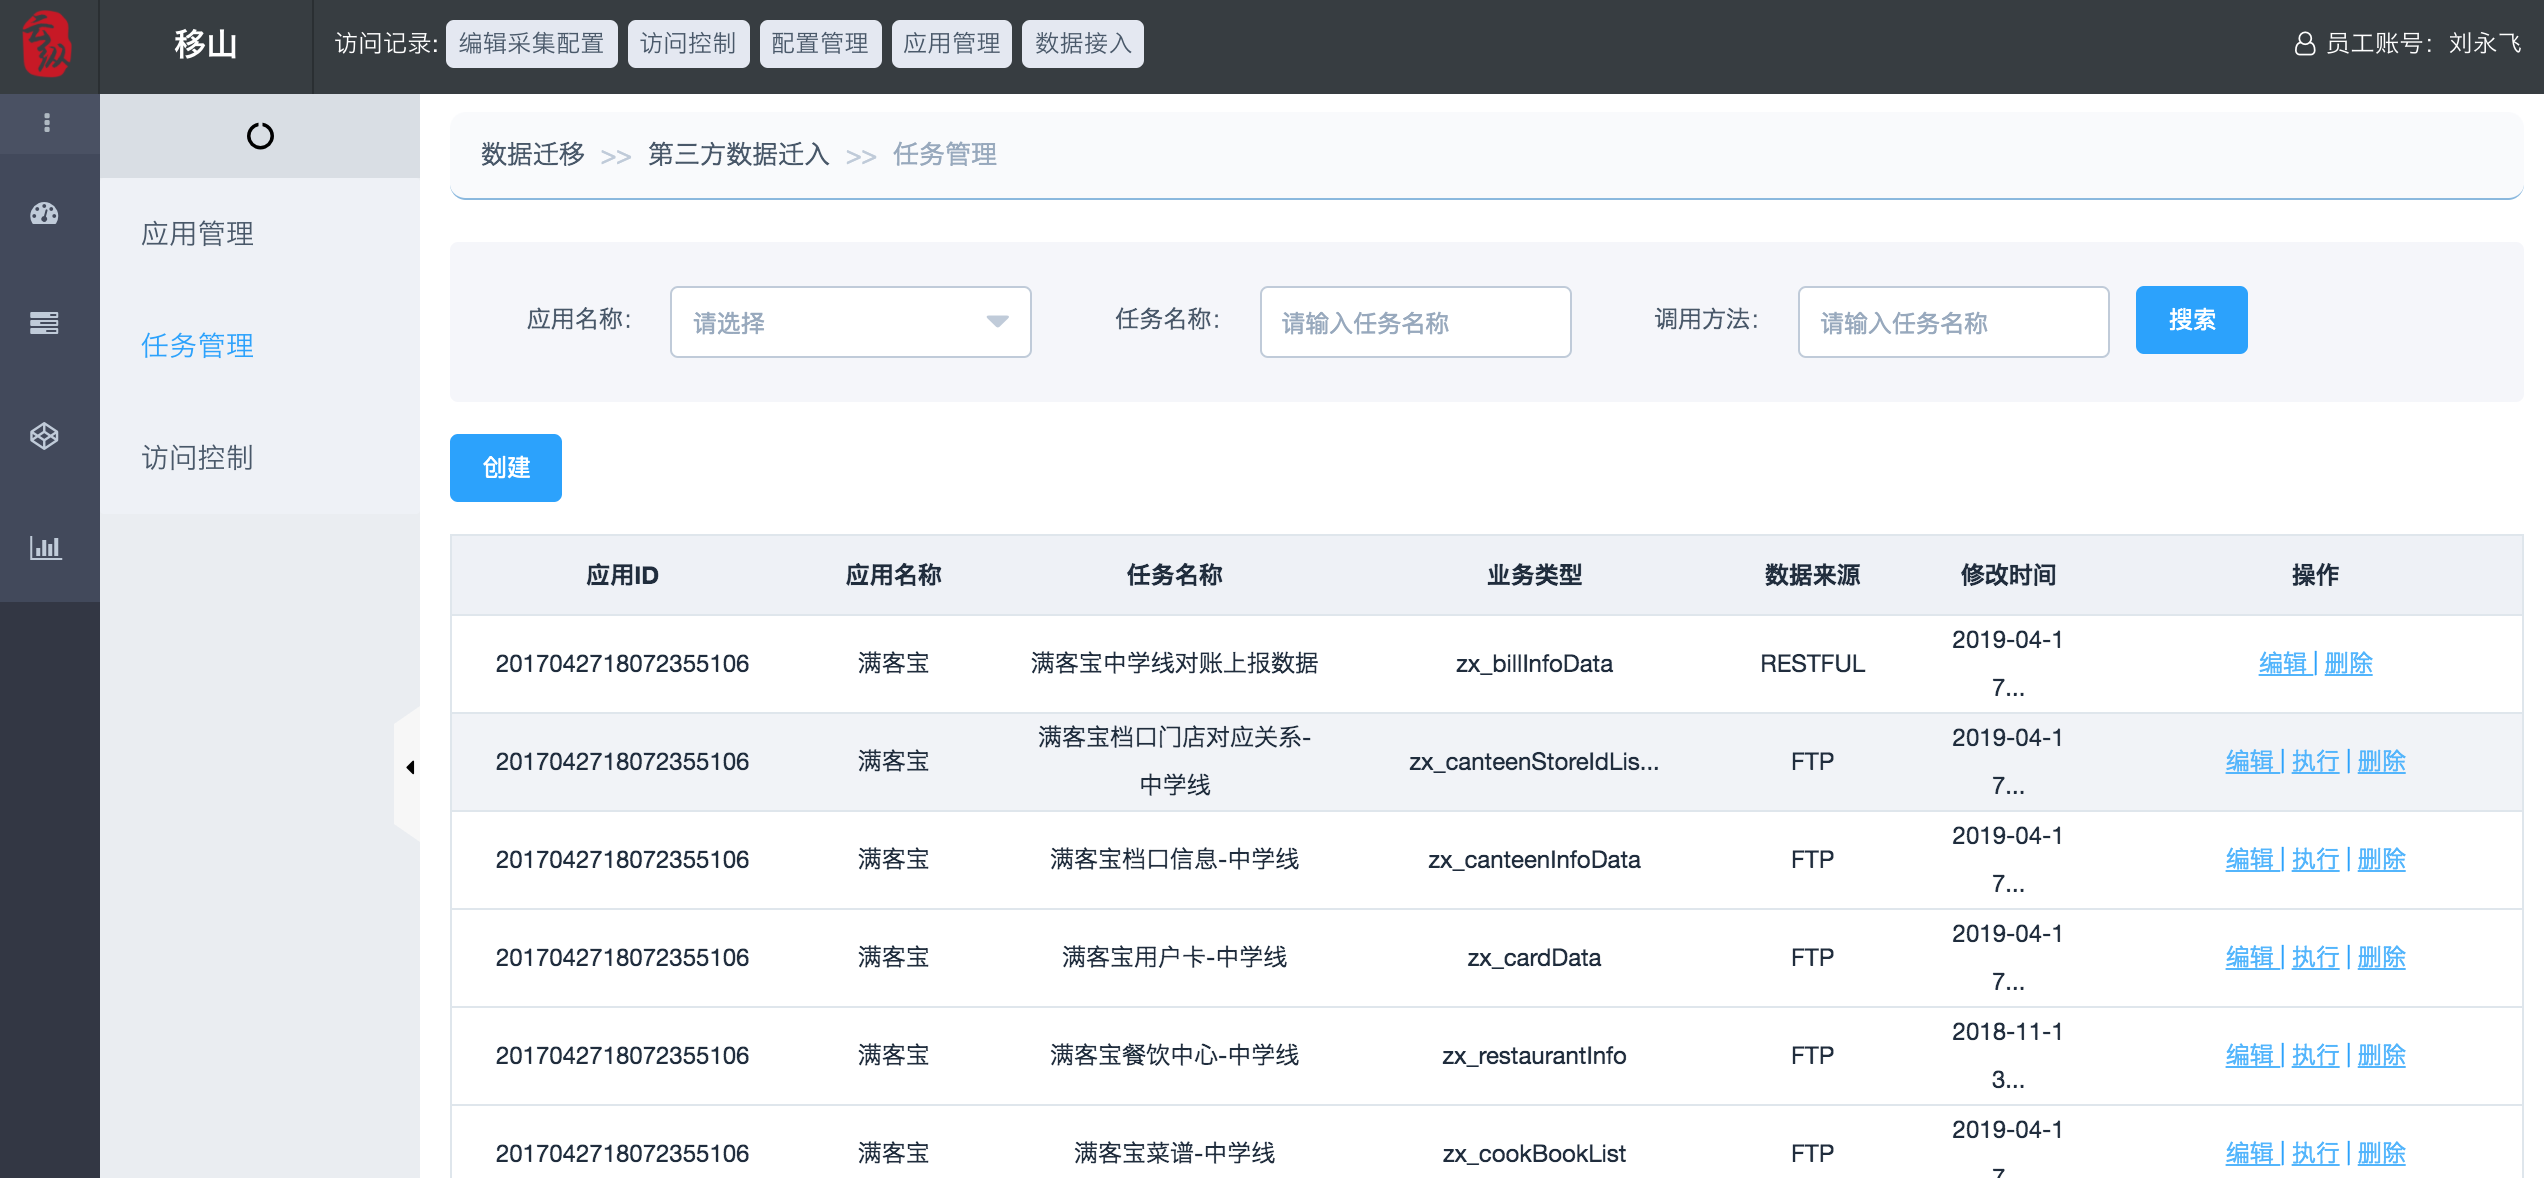 云纵
移山
访问记录: 编辑采集配置 访问控制 配置管理 应用管理 数据接入
员工账号: 刘永飞
应用管理
任务管理
访问控制
数据迁移 >> 第三方数据迁入 >> 任务管理
应用名称: 请选择 任务名称: 请输入任务名称 调用方法: 请输入任务名称 搜索
创建
应用ID 应用名称 任务名称 业务类型 数据来源 修改时间 操作
2017042718072355106 满客宝 满客宝中学线对账上报数据 zx_billInfoData RESTFUL 2019-04-17... 编辑 | 删除
2017042718072355106 满客宝 满客宝档口门店对应关系-中学线 zx_canteenStoreIdLis... FTP 2019-04-17... 编辑 | 执行 | 删除
2017042718072355106 满客宝 满客宝档口信息-中学线 zx_canteenInfoData FTP 2019-04-17... 编辑 | 执行 | 删除
2017042718072355106 满客宝 满客宝用户卡-中学线 zx_cardData FTP 2019-04-17... 编辑 | 执行 | 删除
2017042718072355106 满客宝 满客宝餐饮中心-中学线 zx_restaurantInfo FTP 2018-11-13... 编辑 | 执行 | 删除
2017042718072355106 满客宝 满客宝菜谱-中学线 zx_cookBookList FTP 2019-04-17 编辑 | 执行 | 删除